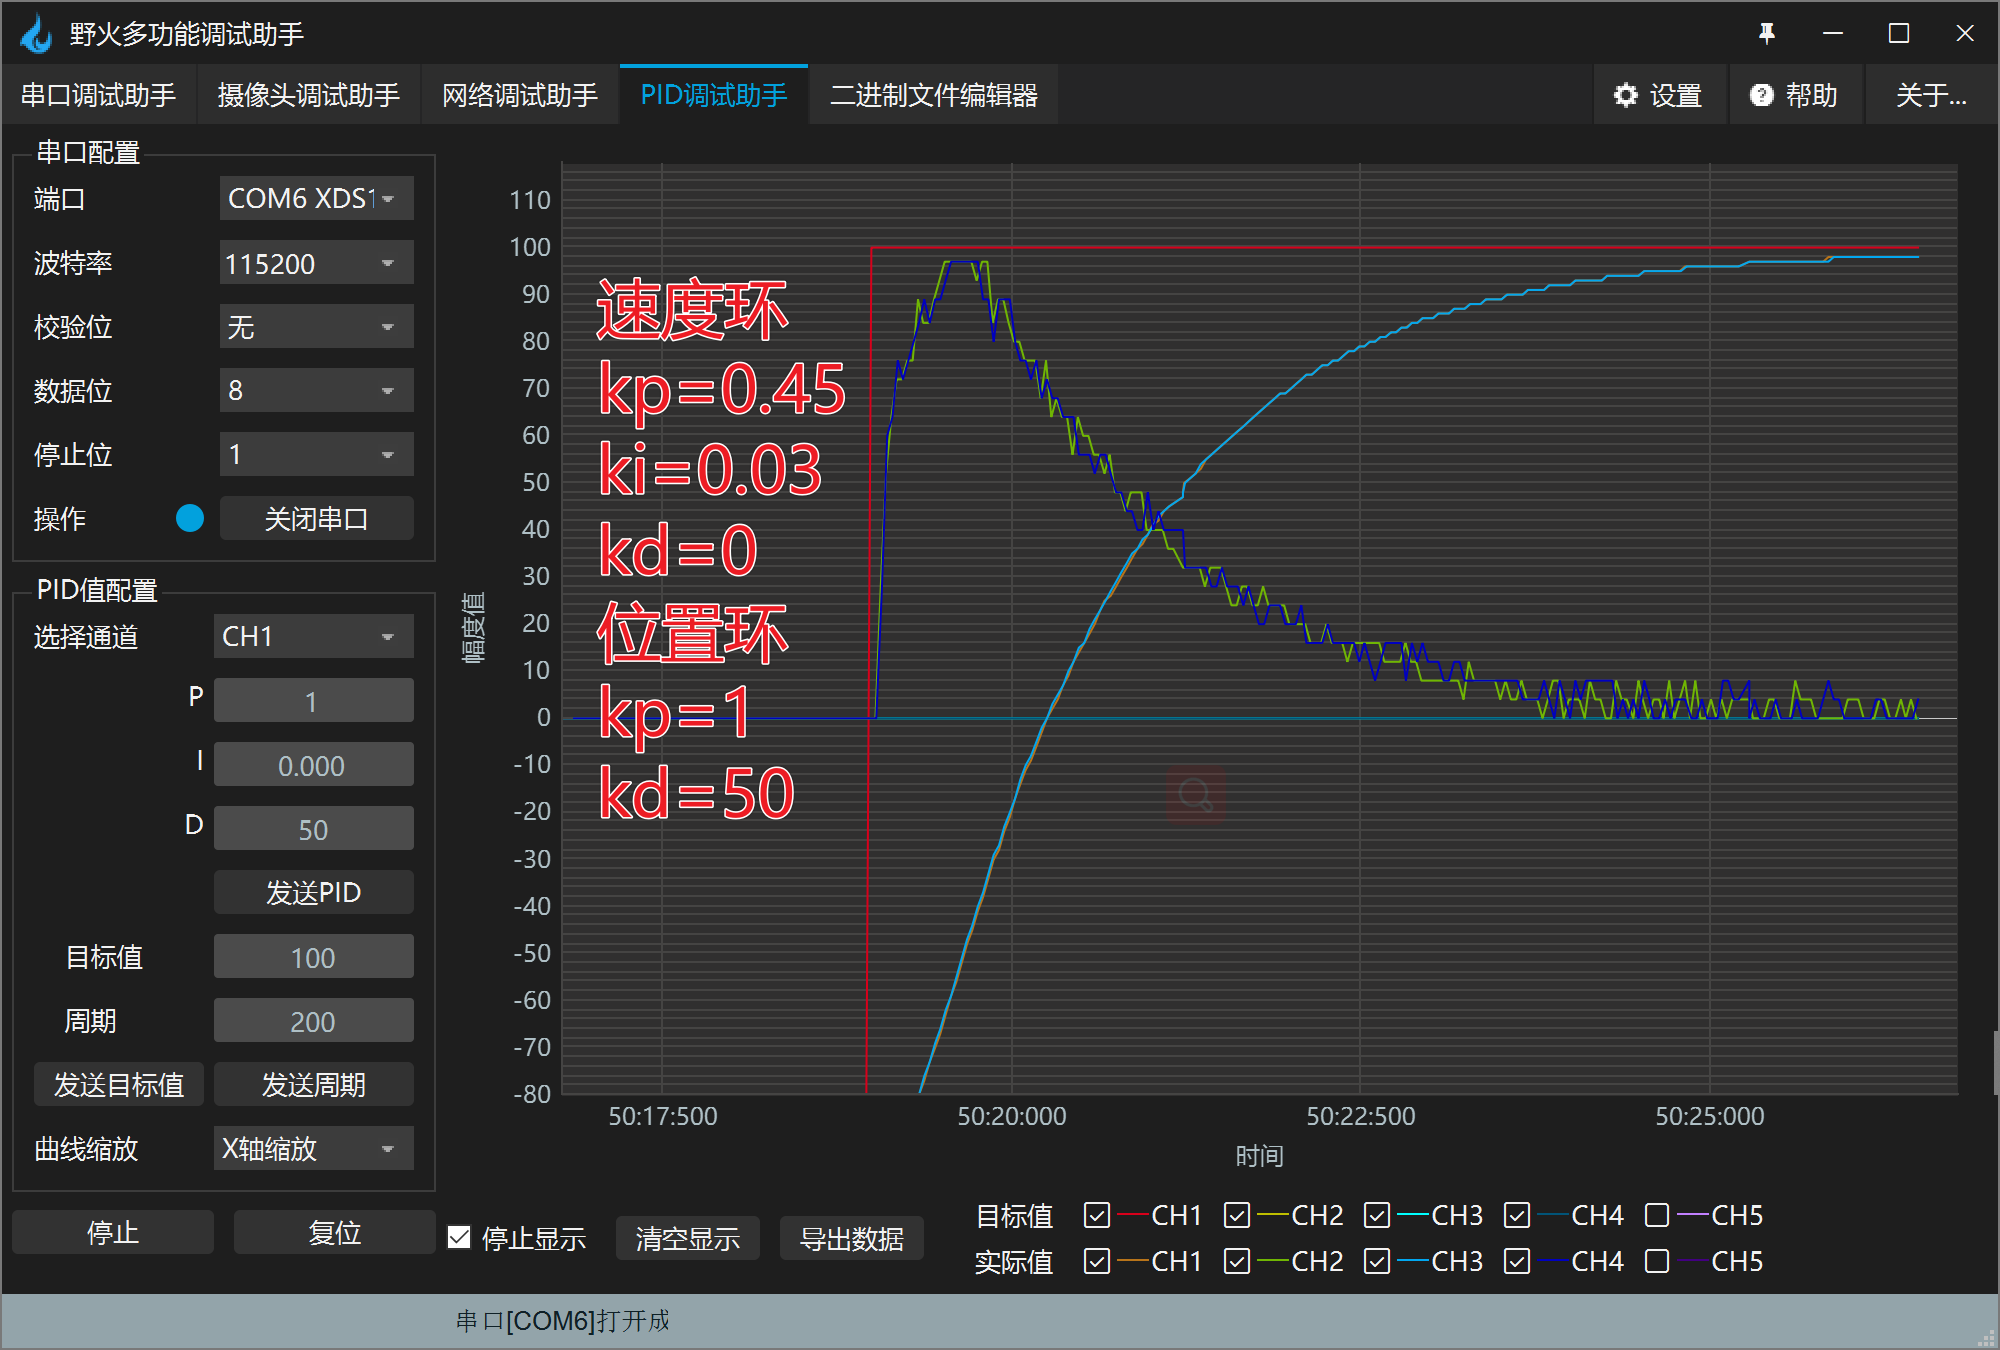 野火多功能调试助手
串口调试助手 摄像头调试助手 网络调试助手 PID调试助手 二进制文件编辑器 设置 帮助 关于...
串口配置
端口 COM6 XDS1
波特率 115200
校验位 无
数据位 8
停止位 1
操作 关闭串口
PID值配置
选择通道 CH1
P 1
I 0.000
D 50
发送PID
目标值 100
周期 200
发送目标值 发送周期
曲线缩放 X轴缩放
停止 复位
幅度值
110
100
90
80
70
60
50
40
30
20
10
0
-10
-20
-30
-40
-50
-60
-70
-80
速度环
kp=0.45
ki=0.03
kd=0
位置环
kp=1
kd=50
50:17:500 50:20:000 50:22:500 50:25:000
时间
停止显示 清空显示 导出数据
目标值 CH1 CH2 CH3 CH4 CH5
实际值 CH1 CH2 CH3 CH4 CH5
串口[COM6]打开成